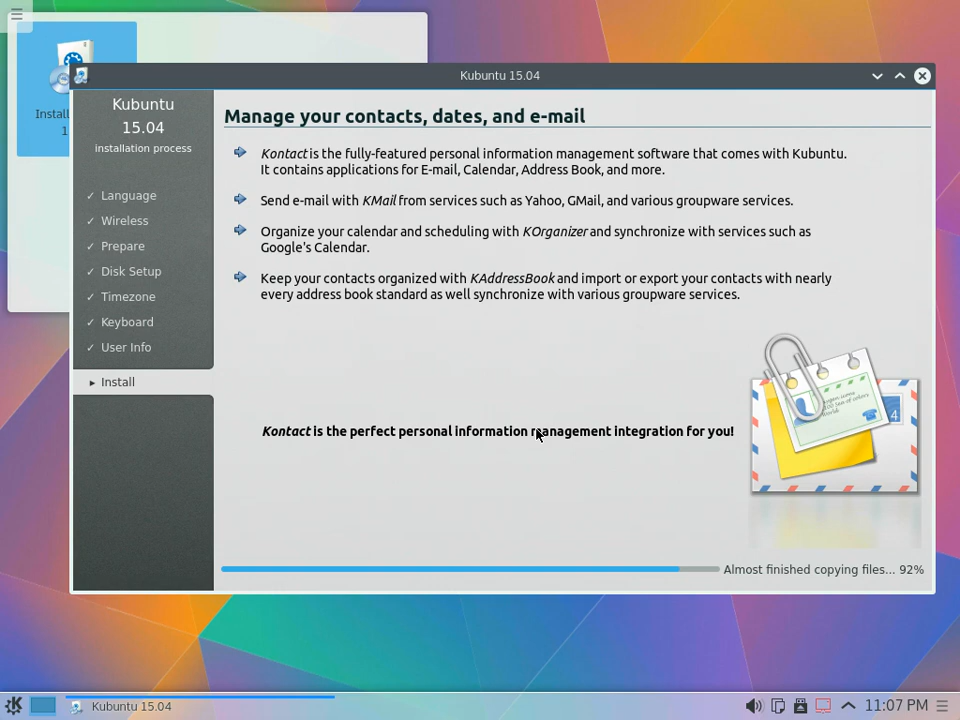 Install
1
Kubuntu 15.04
Kubuntu
15.04
installation process
✓ Language
✓ Wireless
✓ Prepare
✓ Disk Setup
✓ Timezone
✓ Keyboard
✓ User Info
▸ Install
Manage your contacts, dates, and e-mail
Kontact is the fully-featured personal information management software that comes with Kubuntu.
It contains applications for E-mail, Calendar, Address Book, and more.
Send e-mail with KMail from services such as Yahoo, GMail, and various groupware services.
Organize your calendar and scheduling with KOrganizer and synchronize with services such as
Google's Calendar.
Keep your contacts organized with KAddressBook and import or export your contacts with nearly
every address book standard as well synchronize with various groupware services.
Kontact is the perfect personal information management integration for you!
World
4
Almost finished copying files... 92%
Kubuntu 15.04
11:07 PM